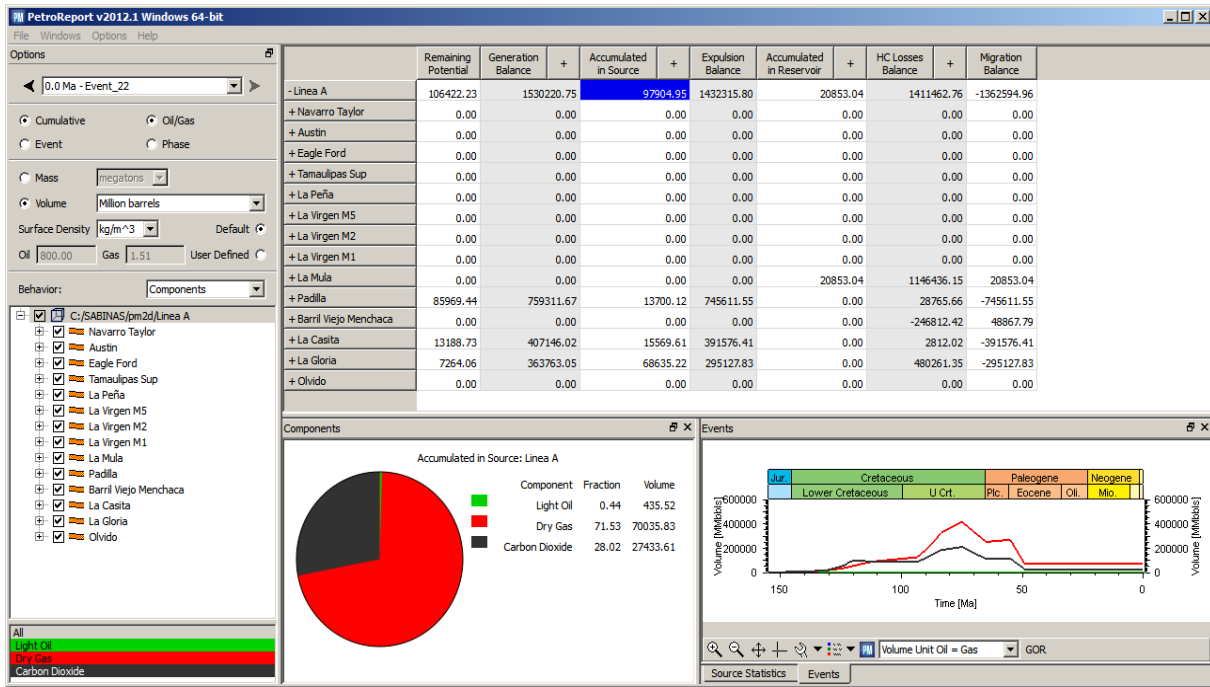 PM PetroReport v2012.1 Windows 64-bit
File Windows Options Help
Options
0.0 Ma - Event_22
Cumulative Oil/Gas
Event Phase
Mass megatons
Volume Million barrels
Surface Density kg/m^3 Default
Oil 800.00 Gas 1.51 User Defined
Behavior: Components
C:/SABINAS/pm2d/Linea A
Navarro Taylor
Austin
Eagle Ford
Tamaulipas Sup
La Peña
La Virgen M5
La Virgen M2
La Virgen M1
La Mula
Padilla
Barril Viejo Menchaca
La Casita
La Gloria
Olvido
All
Light Oil
Dry Gas
Carbon Dioxide
Remaining Potential Generation Balance + Accumulated in Source + Expulsion Balance Accumulated in Reservoir + HC Losses Balance + Migration Balance
- Linea A 106422.23 1530220.75 97904.95 1432315.80 20853.04 1411462.76 -1362594.96
+ Navarro Taylor 0.00 0.00 0.00 0.00 0.00 0.00 0.00
+ Austin 0.00 0.00 0.00 0.00 0.00 0.00 0.00
+ Eagle Ford 0.00 0.00 0.00 0.00 0.00 0.00 0.00
+ Tamaulipas Sup 0.00 0.00 0.00 0.00 0.00 0.00 0.00
+ La Peña 0.00 0.00 0.00 0.00 0.00 0.00 0.00
+ La Virgen M5 0.00 0.00 0.00 0.00 0.00 0.00 0.00
+ La Virgen M2 0.00 0.00 0.00 0.00 0.00 0.00 0.00
+ La Virgen M1 0.00 0.00 0.00 0.00 0.00 0.00 0.00
+ La Mula 0.00 0.00 0.00 0.00 20853.04 1146436.15 20853.04
+ Padilla 85969.44 759311.67 13700.12 745611.55 0.00 28765.66 -745611.55
+ Barril Viejo Menchaca 0.00 0.00 0.00 0.00 0.00 -246812.42 48867.79
+ La Casita 13188.73 407146.02 15569.61 391576.41 0.00 2812.02 -391576.41
+ La Gloria 7264.06 363763.05 68635.22 295127.83 0.00 480261.35 -295127.83
+ Olvido 0.00 0.00 0.00 0.00 0.00 0.00 0.00
Components
Accumulated in Source: Linea A
Component Fraction Volume
Light Oil 0.44 435.52
Dry Gas 71.53 70035.83
Carbon Dioxide 28.02 27433.61
Events
Jur. Cretaceous Paleogene Neogene
Lower Cretaceous U Crt. Plc. Eocene Oli. Mio.
Volume [MMbbls]
600000
400000
200000
0
600000
400000
200000
0
Volume [MMbbls]
150 100 50 0
Time [Ma]
PM Volume Unit Oil = Gas GOR
Source Statistics Events